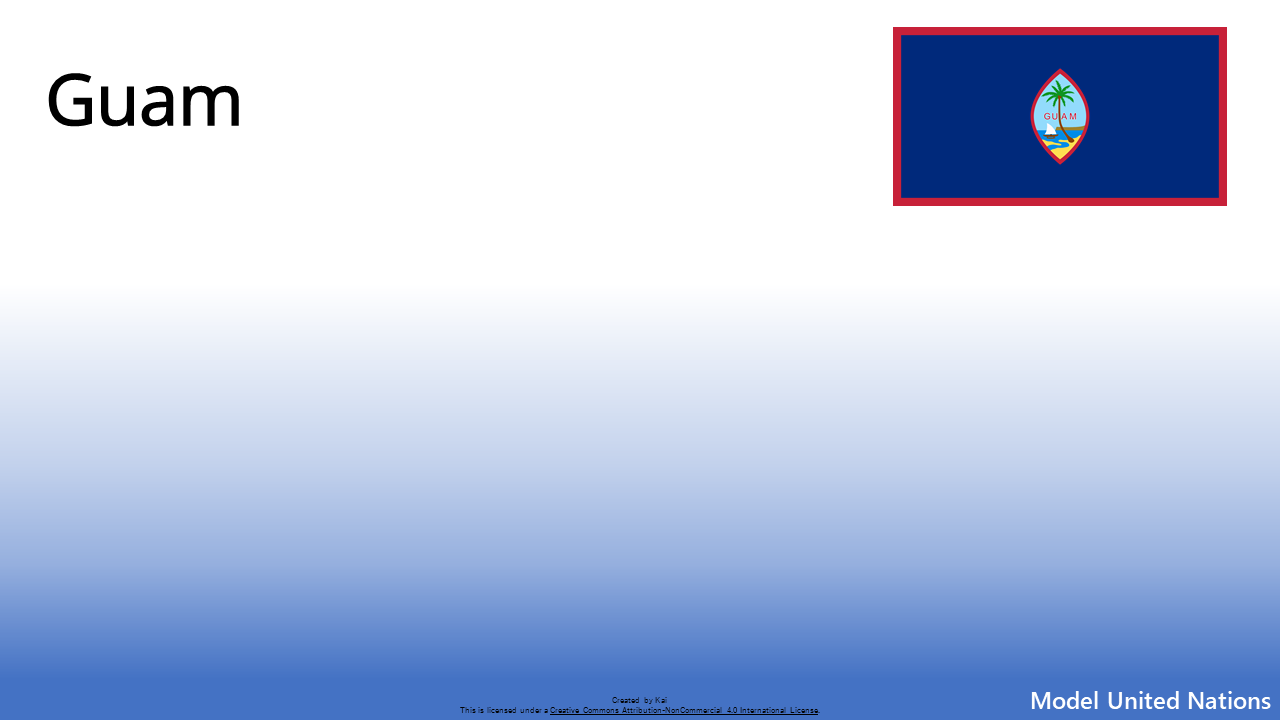 Guam
GUAM
Created by Kai
This is licensed under a Creative Commons Attribution-NonCommercial 4.0 International License.
Model United Nations